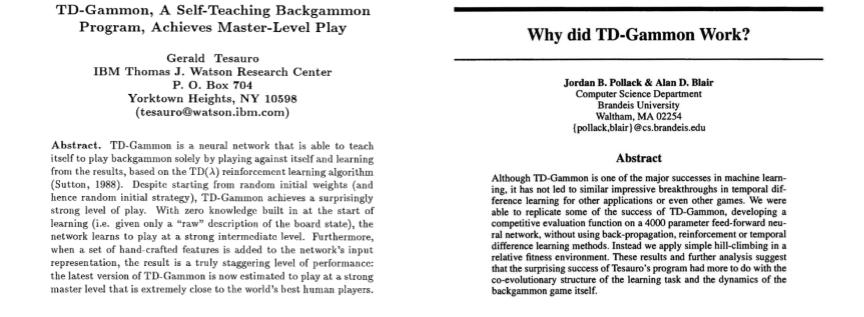 TD-Gammon, A Self-Teaching Backgammon
Program, Achieves Master-Level Play
Gerald Tesauro
IBM Thomas J. Watson Research Center
P. O. Box 704
Yorktown Heights, NY 10598
(tesauro@watson.ibm.com)
Abstract. TD-Gammon is a neural network that is able to teach
itself to play backgammon solely by playing against itself and learning
from the results, based on the TD(λ) reinforcement learning algorithm
(Sutton, 1988). Despite starting from random initial weights (and
hence random initial strategy), TD-Gammon achieves a surprisingly
strong level of play. With zero knowledge built in at the start of
learning (i.e. given only a "raw" description of the board state), the
network learns to play at a strong intermediate level. Furthermore,
when a set of hand-crafted features is added to the network's input
representation, the result is a truly staggering level of performance:
the latest version of TD-Gammon is now estimated to play at a strong
master level that is extremely close to the world's best human players.
Why did TD-Gammon Work?
Jordan B. Pollack & Alan D. Blair
Computer Science Department
Brandeis University
Waltham, MA 02254
{pollack,blair}@cs.brandeis.edu
Abstract
Although TD-Gammon is one of the major successes in machine learn-
ing, it has not led to similar impressive breakthroughs in temporal dif-
ference learning for other applications or even other games. We were
able to replicate some of the success of TD-Gammon, developing a
competitive evaluation function on a 4000 parameter feed-forward neu-
ral network, without using back-propagation, reinforcement or temporal
difference learning methods. Instead we apply simple hill-climbing in a
relative fitness environment. These results and further analysis suggest
that the surprising success of Tesauro's program had more to do with the
co-evolutionary structure of the learning task and the dynamics of the
backgammon game itself.